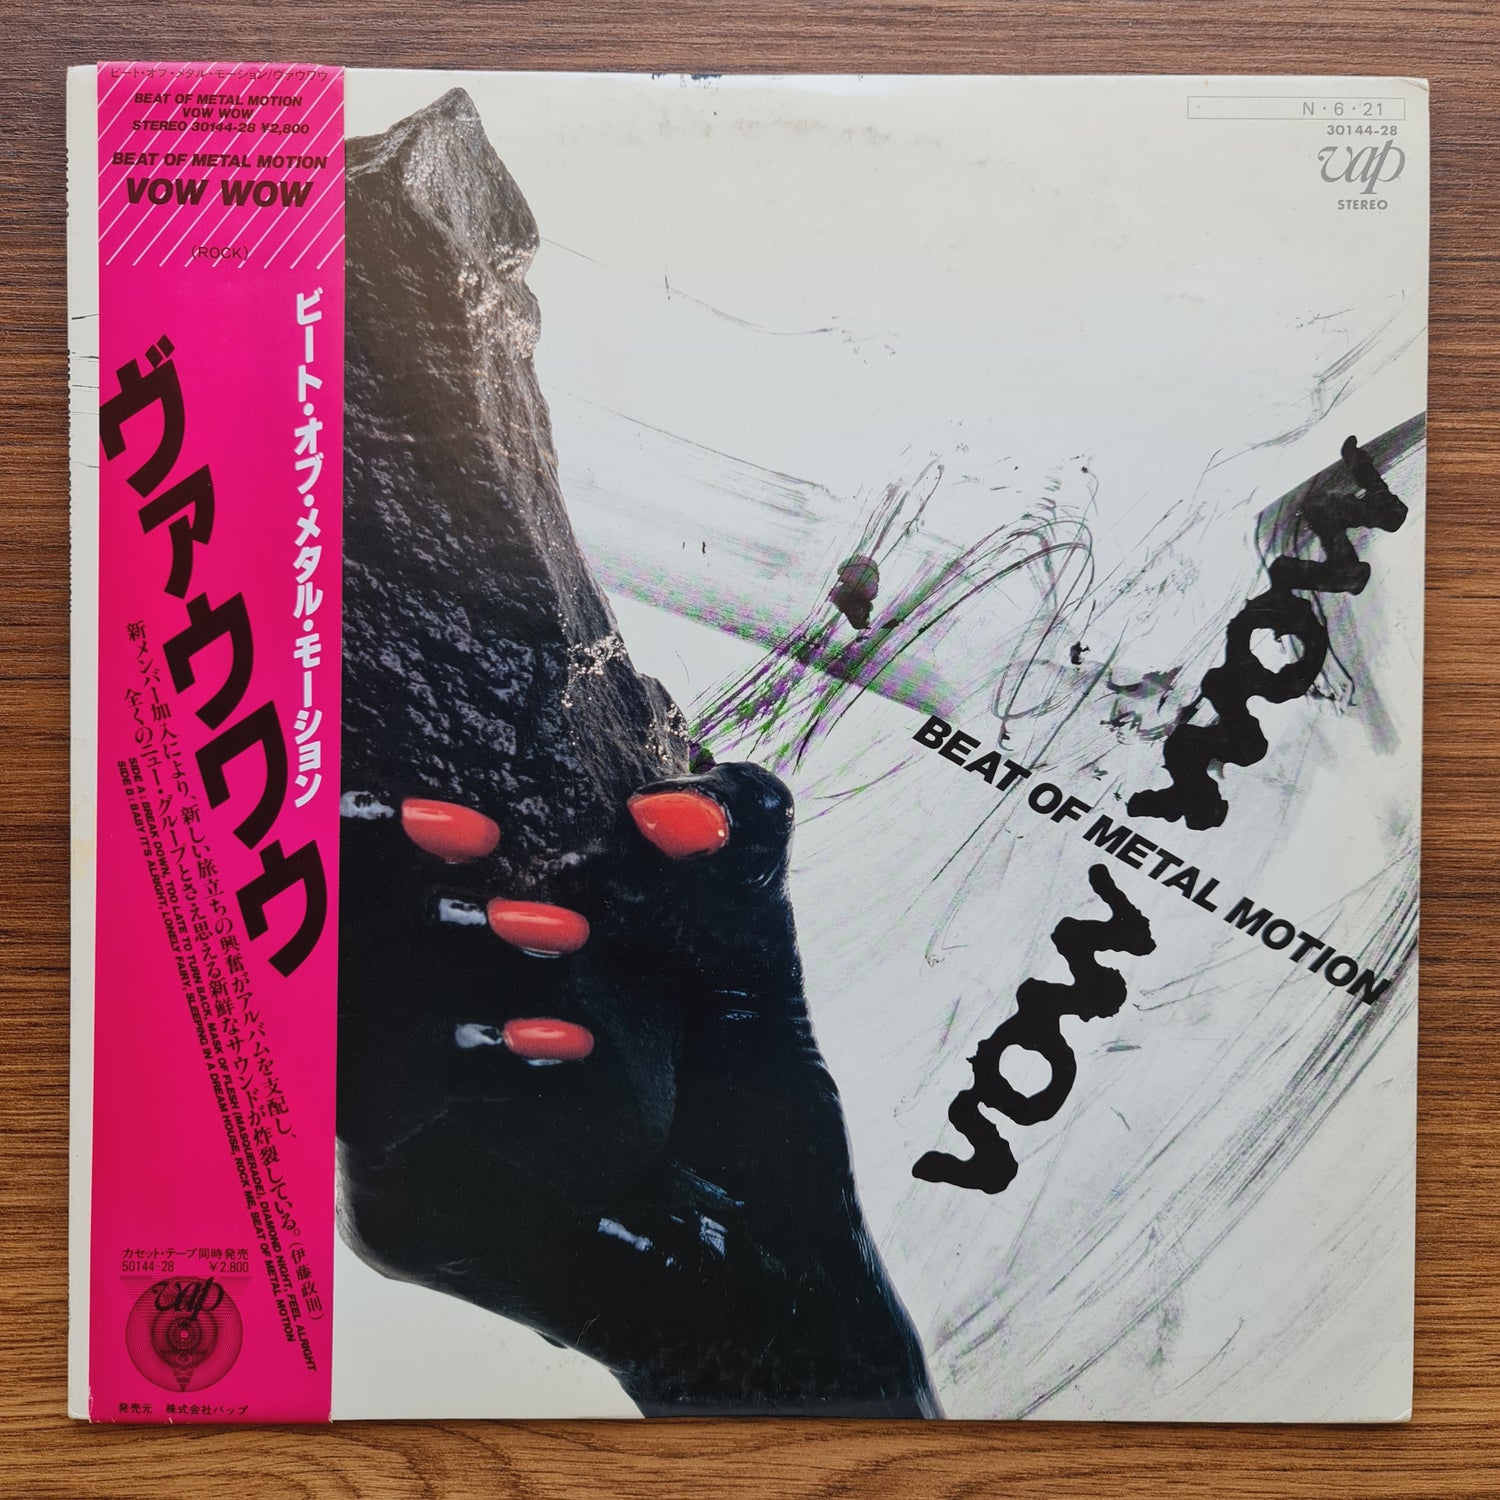 ビート・オブ・メタル・モーション/ヴァウワウ
BEAT OF METAL MOTION
VOW WOW
STEREO 30144-28 ¥2,800
BEAT OF METAL MOTION
VOW WOW
(ROCK)
ビート・オブ・メタル・モーション
ヴァウワウ
新メンバー加入により、新しい旅立ちの興奮がアルバムを支配し、
全くのニュー・グループとさえ思える新鮮なサウンドが炸裂している。(伊藤政則)
SIDE A: BREAK DOWN, TOO LATE TO TURN BACK, MASK OF FLESH (MASQUERADE), DIAMOND NIGHT, FEEL ALRIGHT
SIDE B: BABY IT'S ALRIGHT, LONELY FAIRY, SLEEPING IN A DREAM HOUSE, ROCK ME, BEAT OF METAL MOTION
カセット・テープ同時発売
50144-28 ¥2,800
vap
発売元 株式会社バップ
N・6・21
30144-28
vap
STEREO
VOW WOW
BEAT OF METAL MOTION